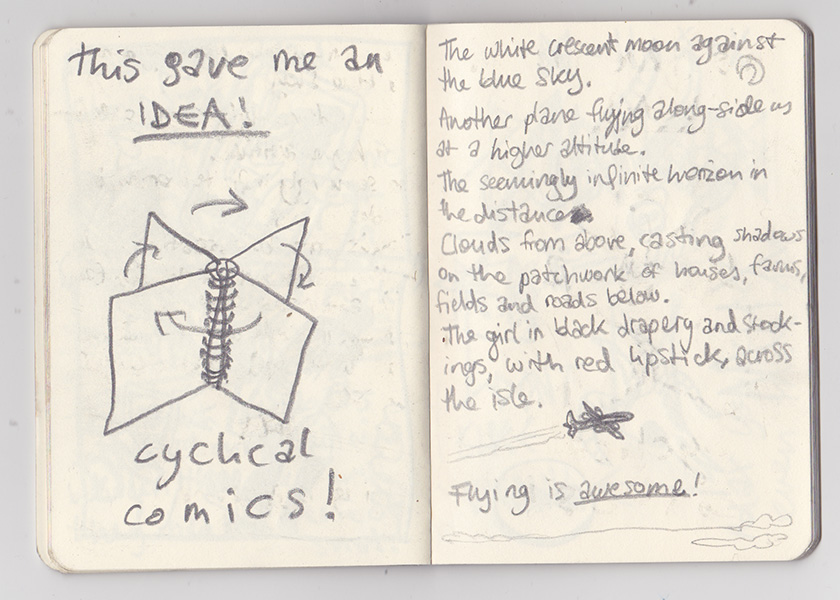 this gave me an
IDEA!
cyclical
comics!
The white crescent moon against
the blue sky.
Another plane flying along-side us
at a higher altitude.
The seemingly infinite horizon in
the distance
Clouds from above, casting shadows
on the patchwork of houses, farms,
fields and roads below.
The girl in black drapery and stock-
ings, with red lipstick, across
the isle.
Flying is awesome!